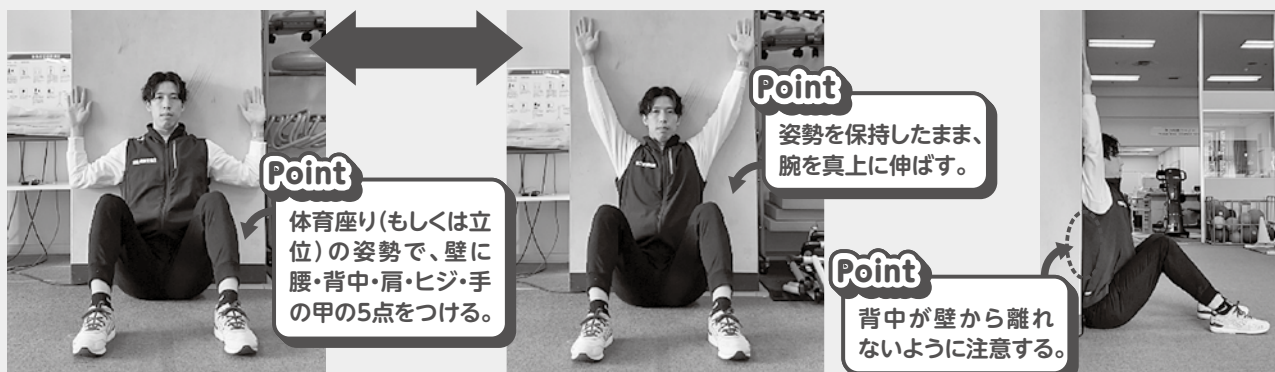 Point
体育座り(もしくは立
位)の姿勢で、壁に
腰・背中・肩・ヒジ・手
の甲の5点をつける。
Point
姿勢を保持したまま、
腕を真上に伸ばす。
Point
背中が壁から離れ
ないように注意する。